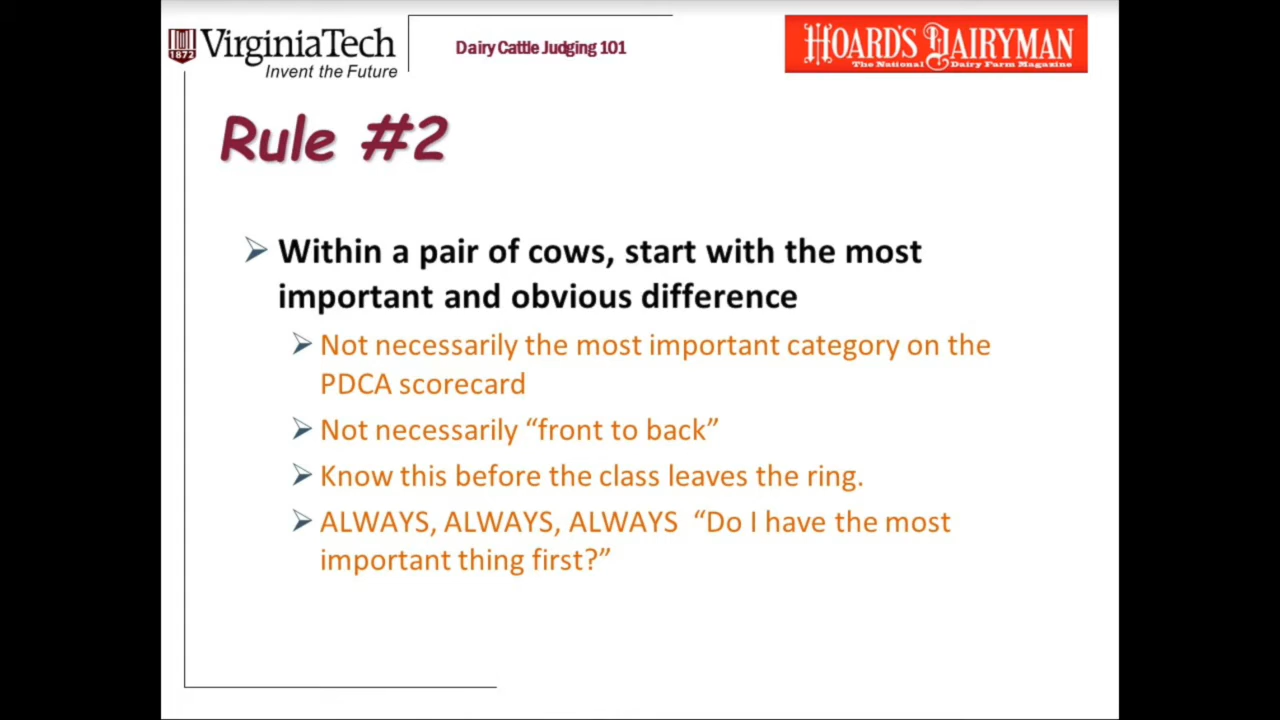 VirginiaTech
1872
Invent the Future
Dairy Cattle Judging 101
HOARD'S DAIRYMAN
The National Dairy Farm Magazine
Rule #2
Within a pair of cows, start with the most
important and obvious difference
Not necessarily the most important category on the
PDCA scorecard
Not necessarily “front to back”
Know this before the class leaves the ring.
ALWAYS, ALWAYS, ALWAYS “Do I have the most
important thing first?”